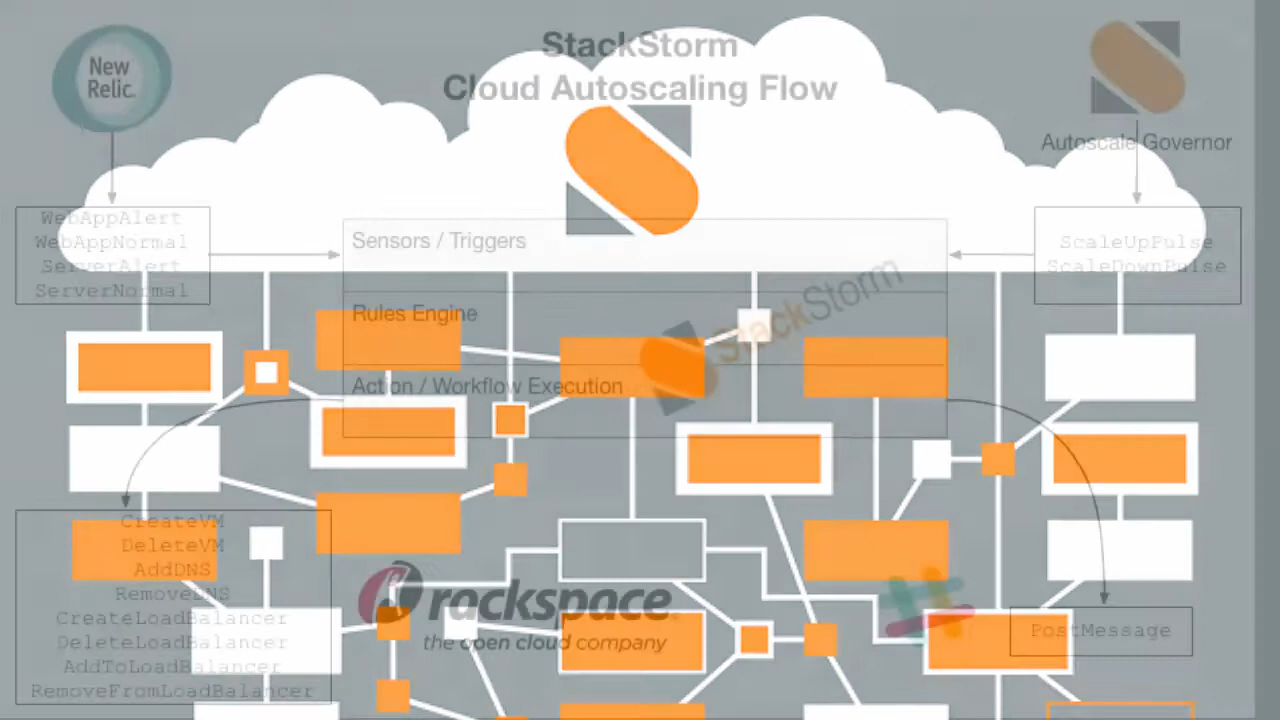 StackStorm
Cloud Autoscaling Flow
New
Relic.
Autoscale Governor
WebAppAlert
WebAppNormal
ServerAlert
ServerNormal
Sensors / Triggers
Rules Engine
Action / Workflow Execution
StackStorm
ScaleUpPulse
ScaleDownPulse
CreateVM
DeleteVM
AddDNS
RemoveDNS
CreateLoadBalancer
DeleteLoadBalancer
AddToLoadBalancer
RemoveFromLoadBalancer
rackspace.
the open cloud company
PostMessage